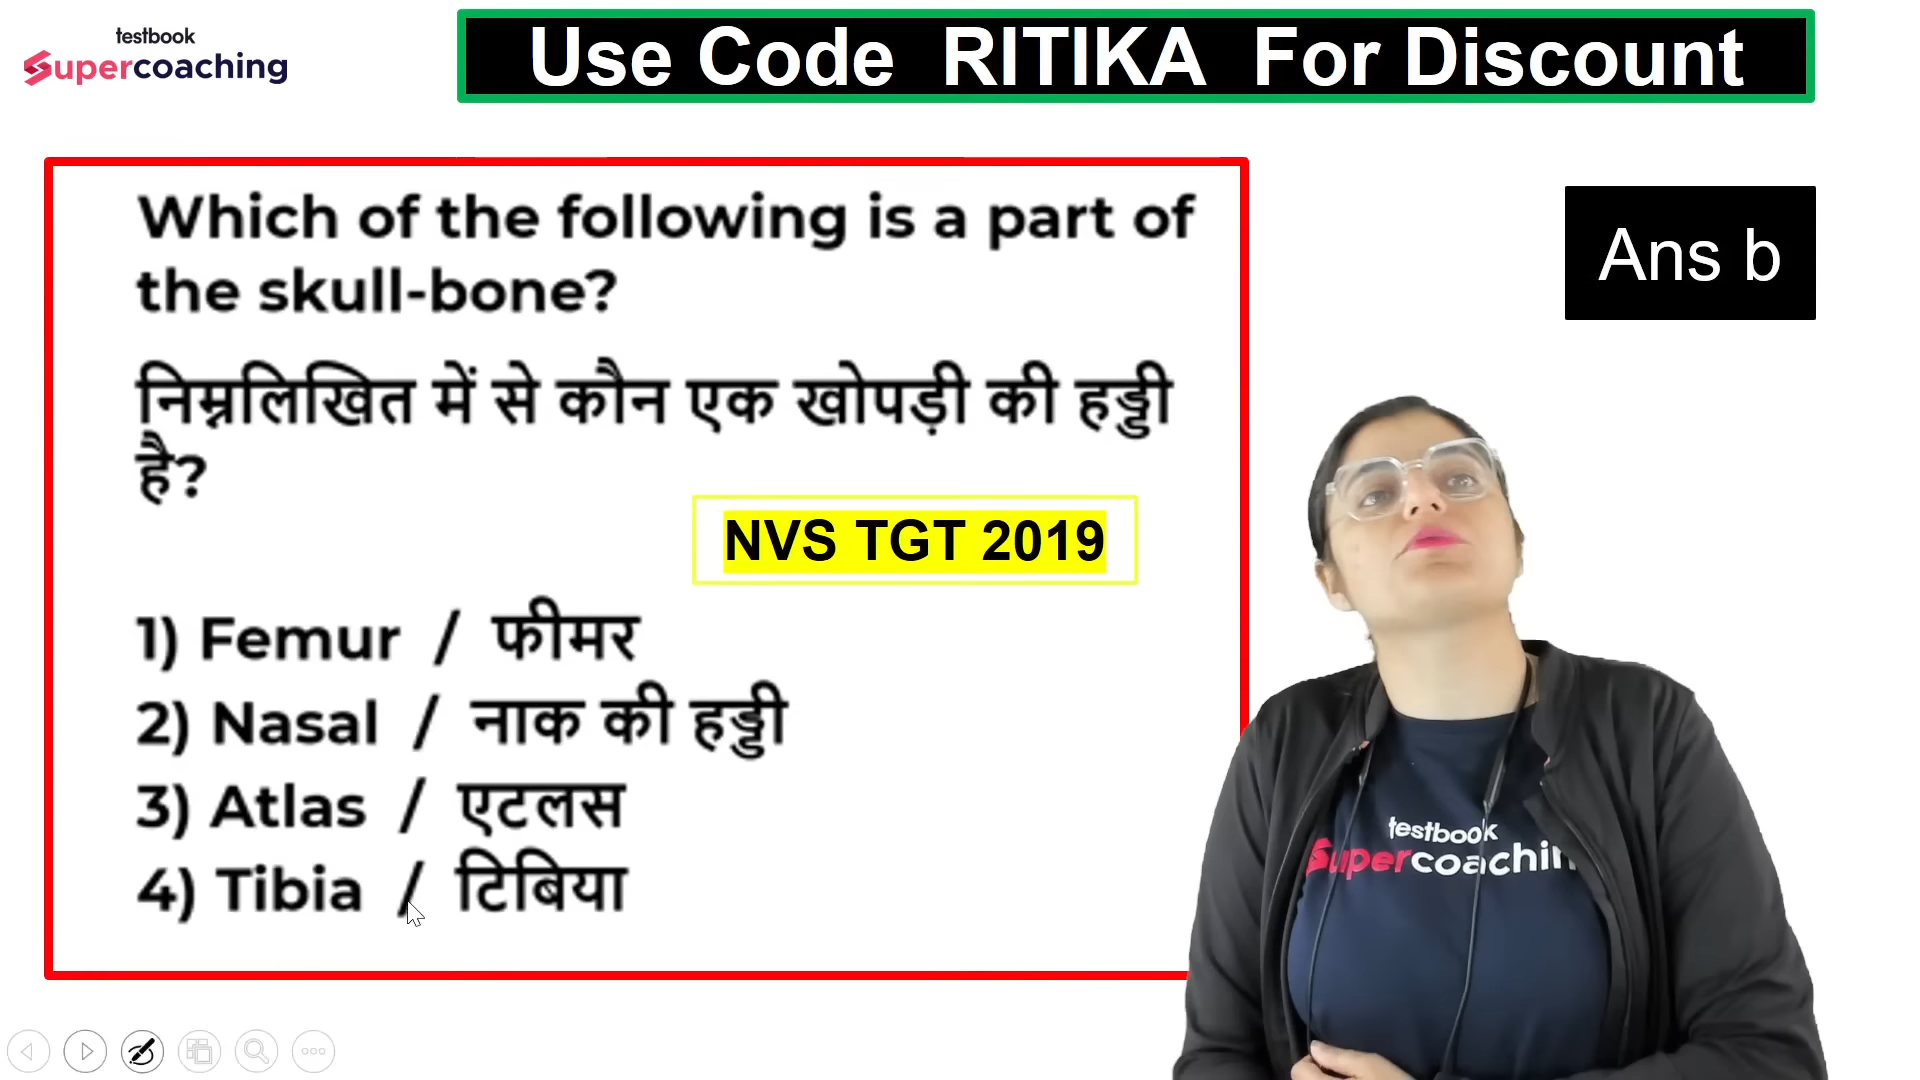 testbook
Supercoaching
Use Code RITIKA For Discount
Which of the following is a part of
the skull-bone?
निम्नलिखित में से कौन एक खोपड़ी की हड्डी
है?
NVS TGT 2019
1) Femur / फीमर
2) Nasal / नाक की हड्डी
3) Atlas / एटलस
4) Tibia / टिबिया
Ans b
testbook
Supercoachin